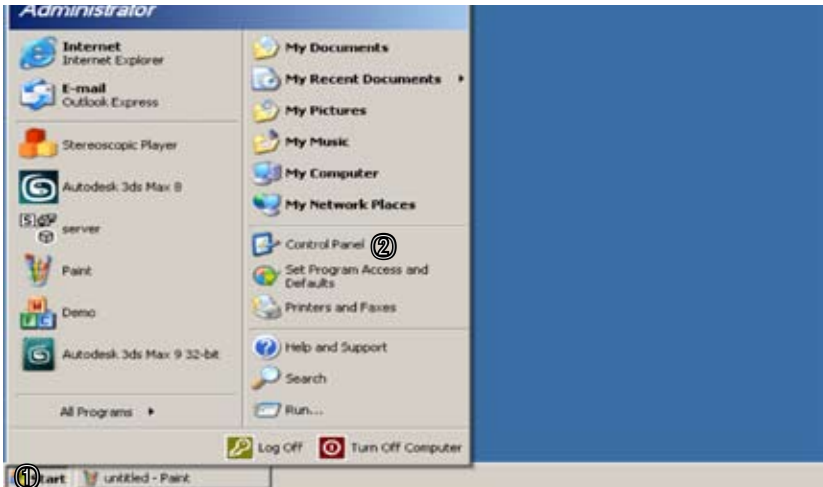 Administrator
Internet
Internet Explorer
E-mail
Outlook Express
Stereoscopic Player
Autodesk 3ds Max 8
server
Paint
Demo
Autodesk 3ds Max 9 32-bit
All Programs
My Documents
My Recent Documents
My Pictures
My Music
My Computer
My Network Places
Control Panel ②
Set Program Access and
Defaults
Printers and Faxes
Help and Support
Search
Run...
Log Off Turn Off Computer
① tart untitled - Paint